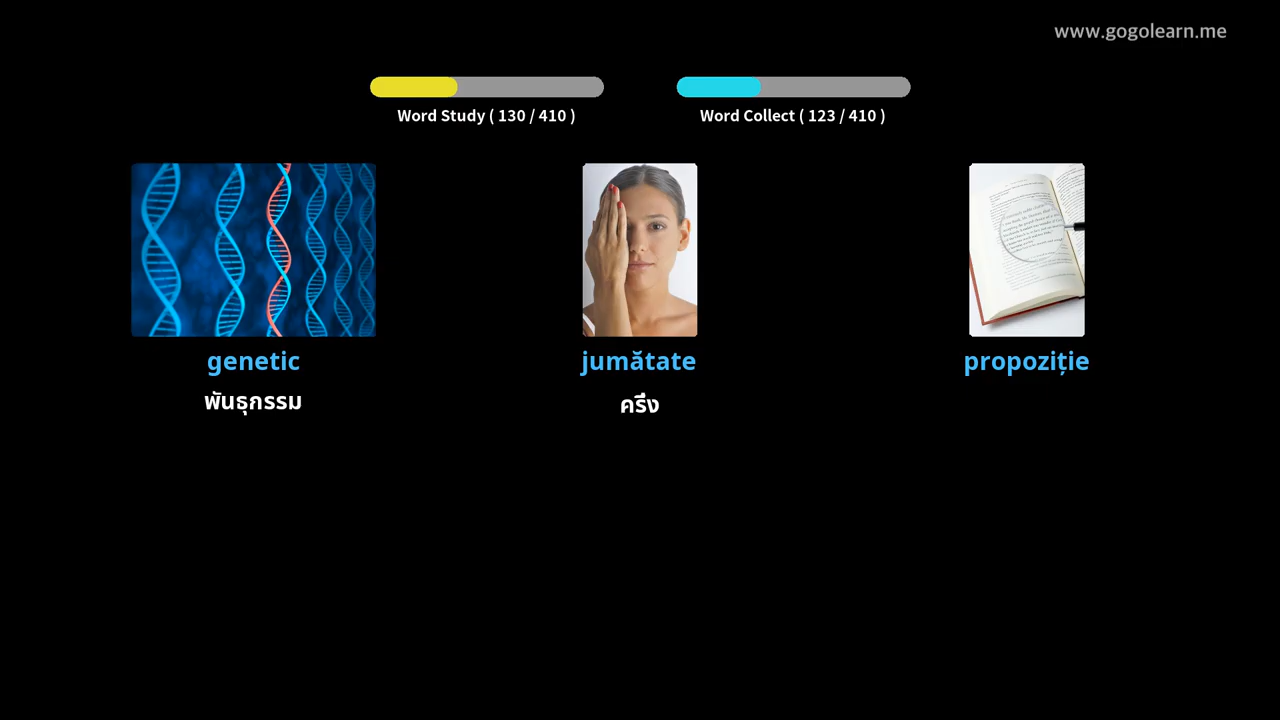 www.gogolearn.me
Word Study ( 130 / 410 )
Word Collect ( 123 / 410 )
genetic
jumătate
propoziție
พันธุกรรม
ครึ่ง